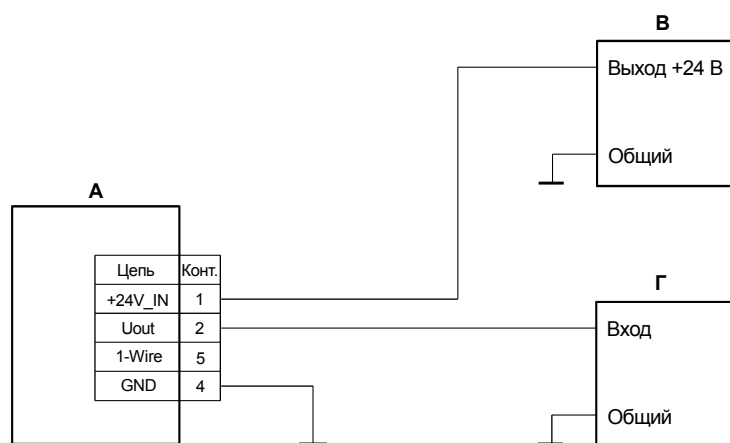 В
Выход +24 В
Общий
А
Цепь Конт.
+24V_IN 1
Uout 2
1-Wire 5
GND 4
Г
Вход
Общий